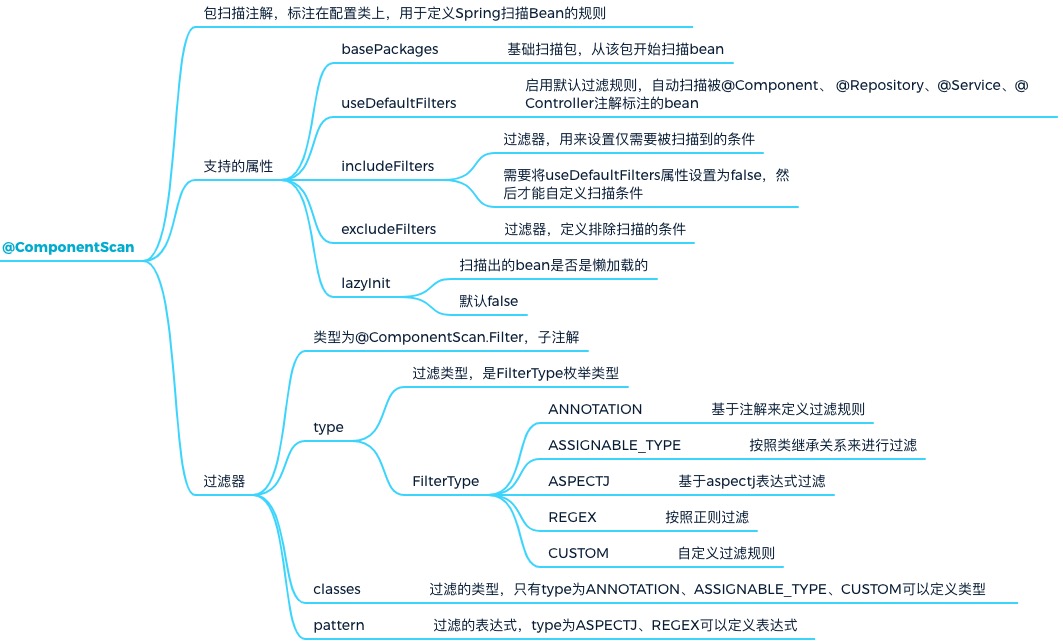 包扫描注解，标注在配置类上，用于定义Spring扫描Bean的规则
basePackages
基础扫描包，从该包开始扫描bean
useDefaultFilters
启用默认过滤规则，自动扫描被@Component、 @Repository、@Service、@
Controller注解标注的bean
支持的属性
includeFilters
过滤器，用来设置仅需要被扫描到的条件
需要将useDefaultFilters属性设置为false，然
后才能自定义扫描条件
excludeFilters
过滤器，定义排除扫描的条件
@ComponentScan
lazyInit
扫描出的bean是否是懒加载的
默认false
类型为@ComponentScan.Filter，子注解
过滤类型，是FilterType枚举类型
type
FilterType
ANNOTATION
基于注解来定义过滤规则
ASSIGNABLE_TYPE
按照类继承关系来进行过滤
过滤器
ASPECTJ
基于aspectj表达式过滤
REGEX
按照正则过滤
CUSTOM
自定义过滤规则
classes
过滤的类型，只有type为ANNOTATION、ASSIGNABLE_TYPE、CUSTOM可以定义类型
pattern
过滤的表达式，type为ASPECTJ、REGEX可以定义表达式